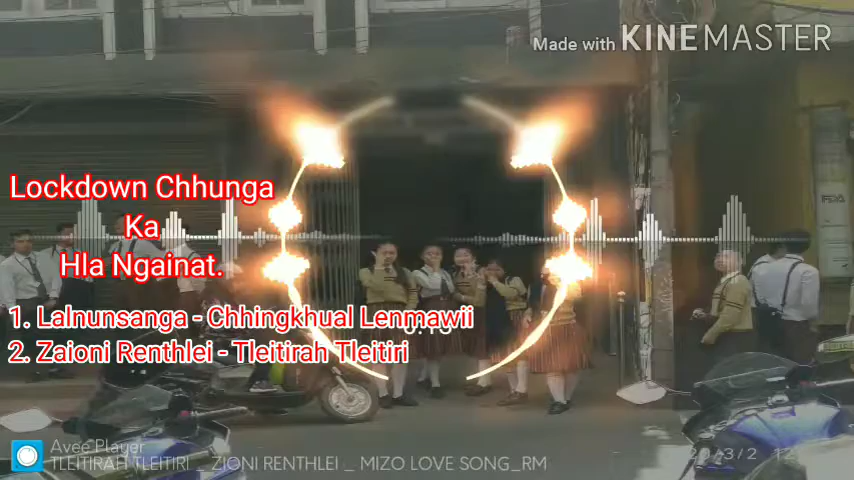 Made with KINEMASTER
Lockdown Chhunga
Ka
Hla Ngainat.
1. Lalnunsanga - Chhingkhual Lenmawii
2. Zaioni Renthlei - Tleitirah Tleitiri
Avee Player
TLEITIRAH TLEITIRI _ ZIONI RENTHLEI _ MIZO LOVE SONG_RM